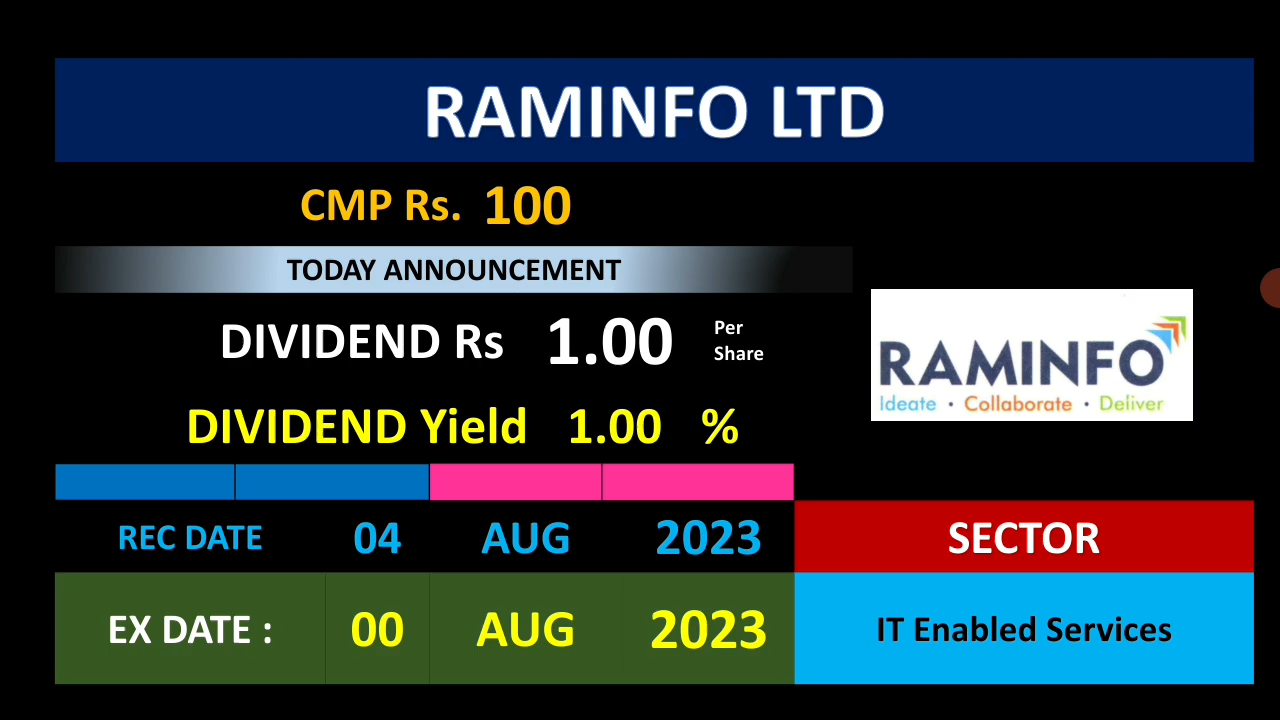 RAMINFO LTD
CMP Rs. 100
TODAY ANNOUNCEMENT
DIVIDEND Rs 1.00 Per Share
RAMINFO
Ideate • Collaborate • Deliver
DIVIDEND Yield 1.00 %
REC DATE 04 AUG 2023
SECTOR
EX DATE : 00 AUG 2023
IT Enabled Services